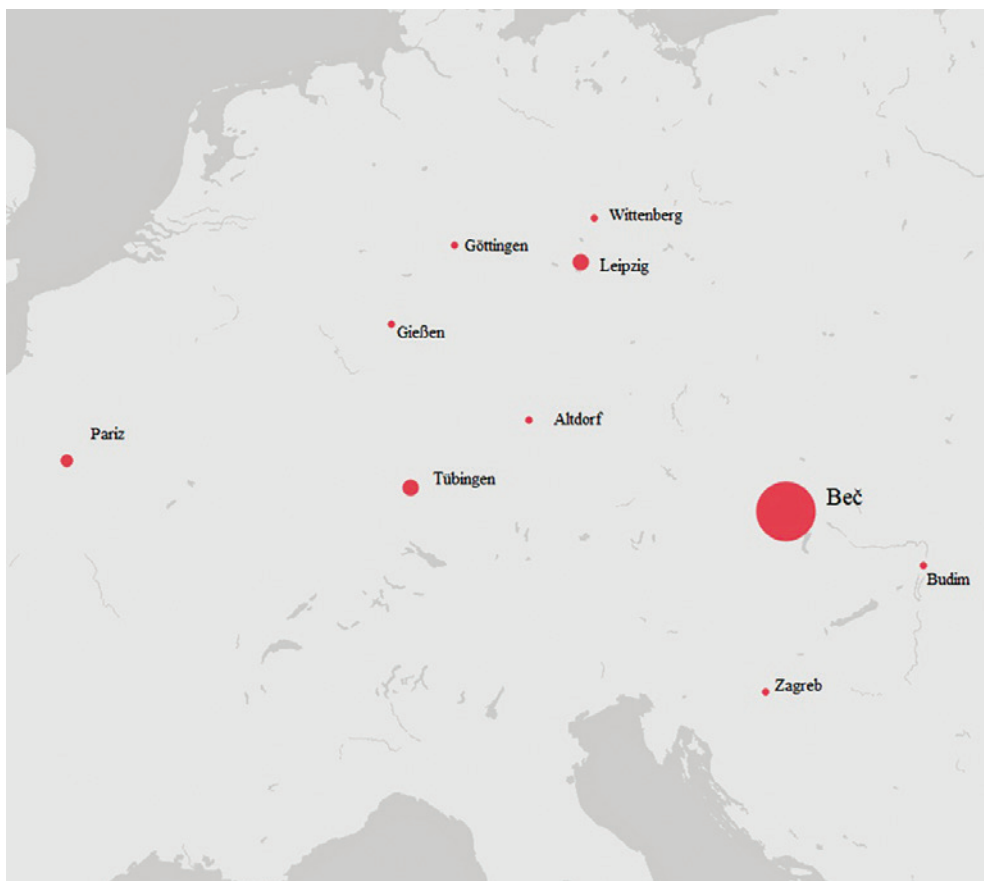 Wittenberg
Göttingen
Leipzig
Gießen
Altdorf
Pariz
Tübingen
Beč
Budim
Zagreb